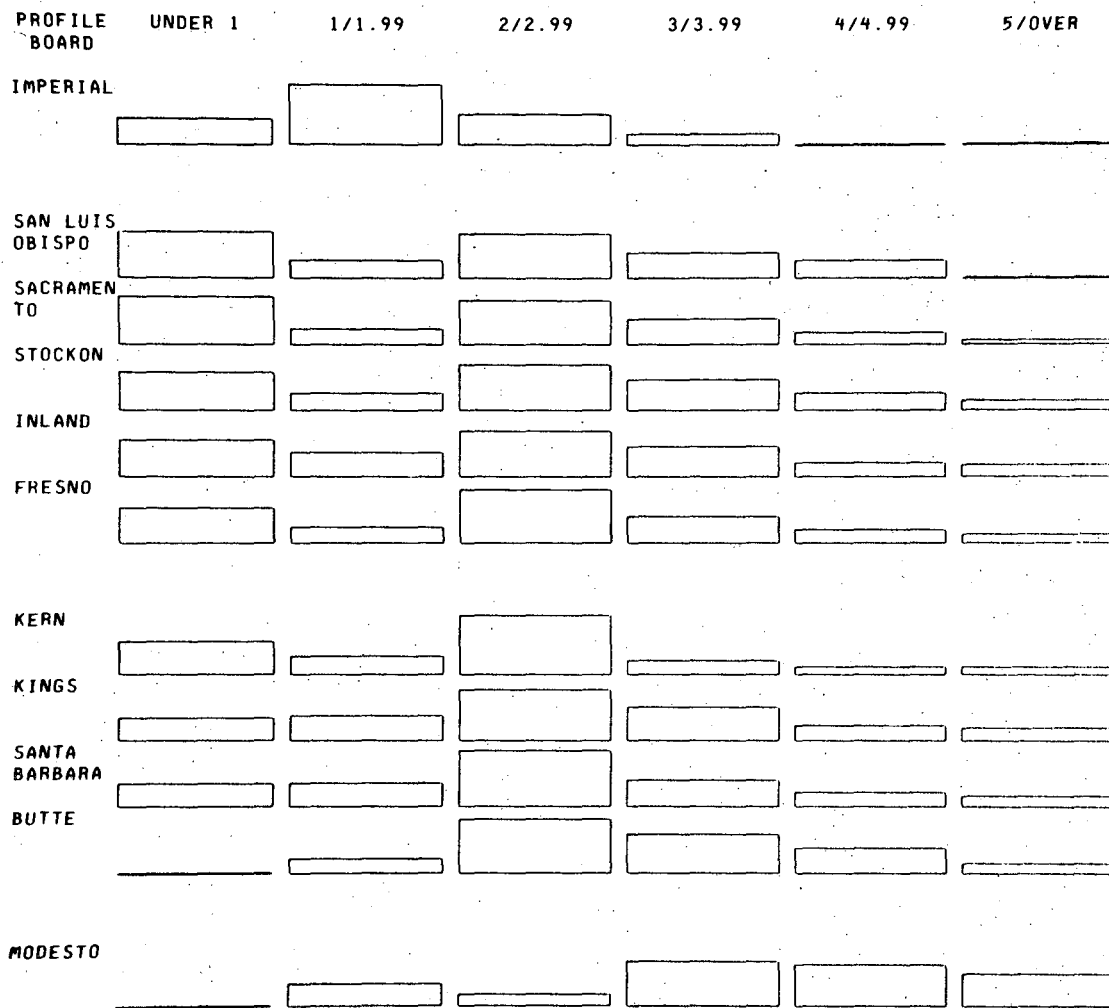 PROFILE BOARD UNDER 1 1/1.99 2/2.99 3/3.99 4/4.99 5/OVER
IMPERIAL
SAN LUIS
OBISPO
SACRAMEN
TO
STOCKON
INLAND
FRESNO
KERN
KINGS
SANTA
BARBARA
BUTTE
MODESTO